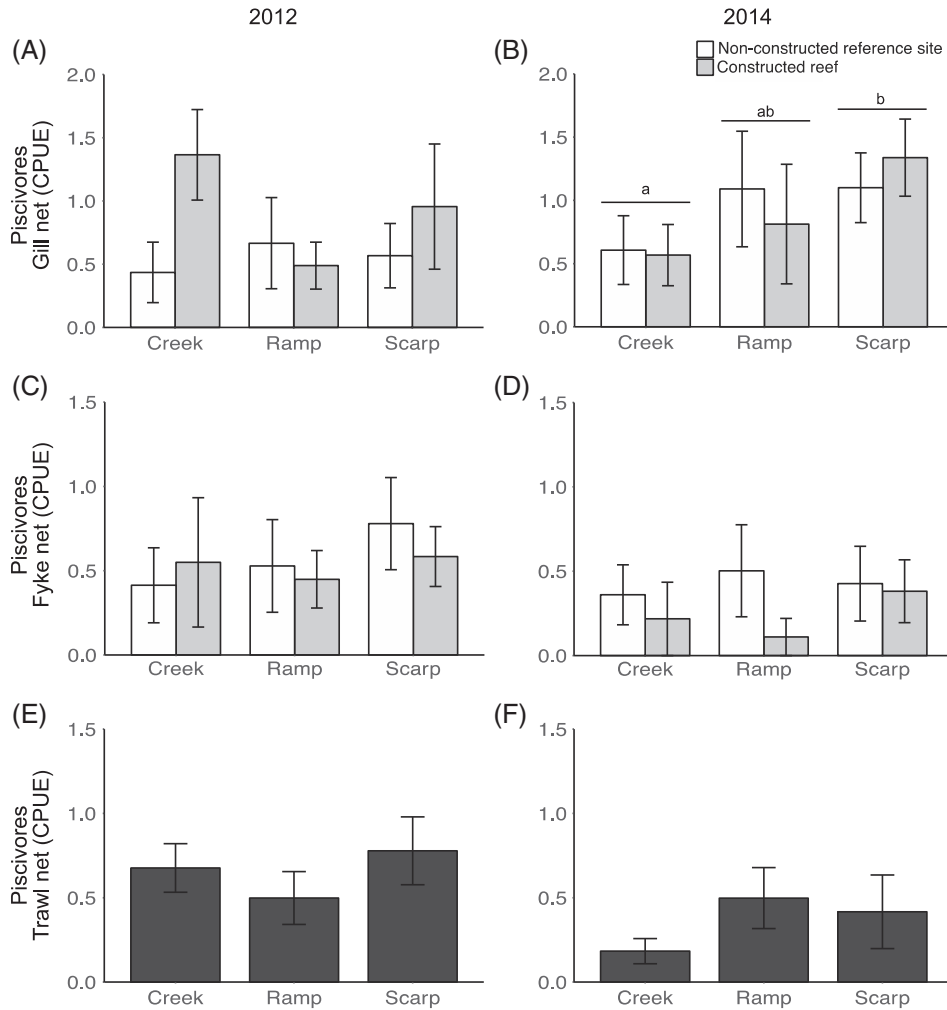 2012
2014
(A)
(B)
Non-constructed reference site
Constructed reef
Piscivores
Gill net (CPUE)
2.0
1.5
1.0
0.5
0.0
Creek
Ramp
Scarp
2.0
1.5
1.0
0.5
0.0
a
ab
b
Creek
Ramp
Scarp
(C)
(D)
Piscivores
Fyke net (CPUE)
1.5
1.0
0.5
0.0
Creek
Ramp
Scarp
1.5
1.0
0.5
0.0
Creek
Ramp
Scarp
(E)
(F)
Piscivores
Trawl net (CPUE)
1.5
1.0
0.5
0.0
Creek
Ramp
Scarp
1.5
1.0
0.5
0.0
Creek
Ramp
Scarp